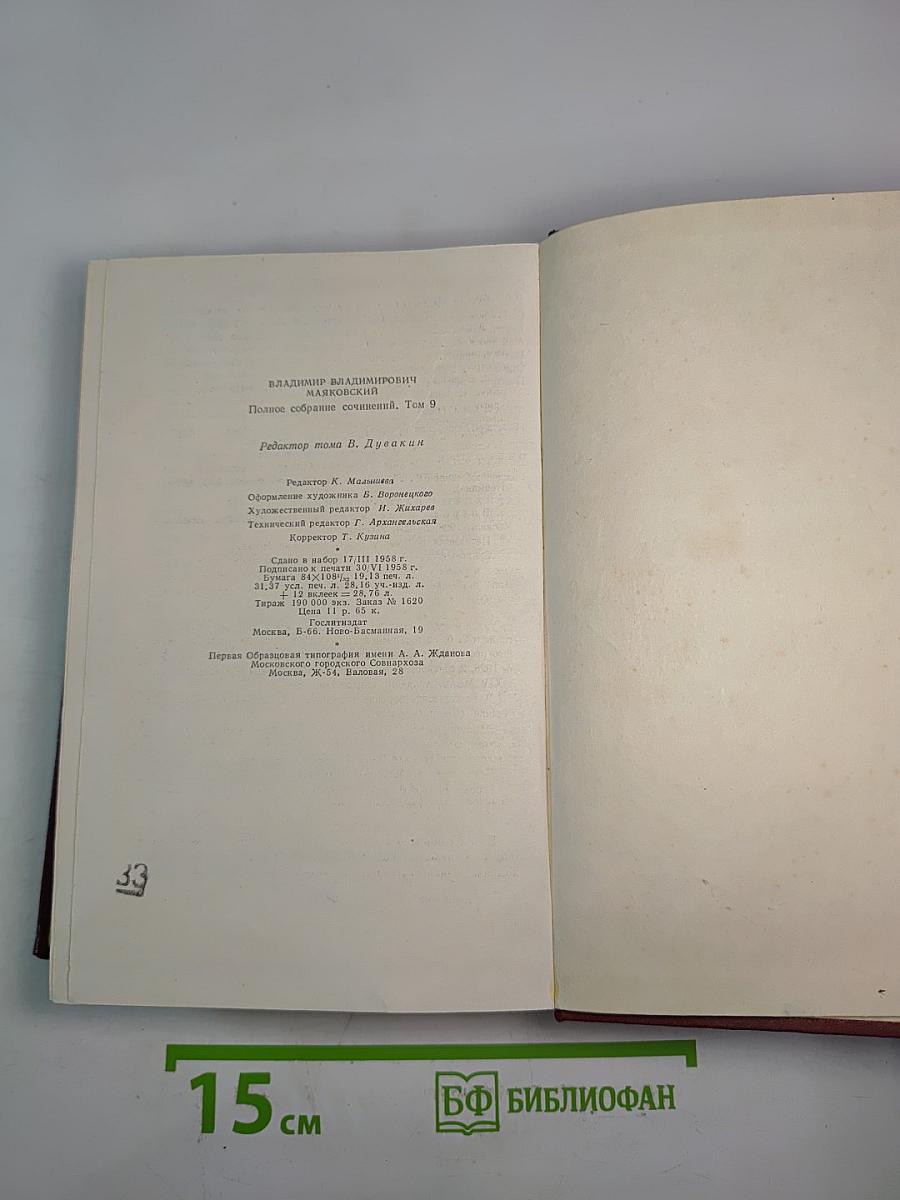 ВЛАДИМИР ВЛАДИМИРОВИЧ
МАЯКОВСКИЙ
Полное собрание сочинений. Том 9
Редактор тома В. Дувакин
Редактор К. Малышева
Оформление художника Б. Воронецкого
Художественный редактор И. Жихарев
Технический редактор Г. Архангельская
Корректор Т. Кузина
Сдано в набор 17/III 1958 г.
Подписано к печати 30/VI 1958 г.
Бумага 84×108¹/₃₂ 19,13 печ. л.
31,37 усл. печ. л. 28,16 уч.-изд. л.
+ 12 вклеек = 28,76 л.
Тираж 190 000 экз. Заказ № 1620
Цена 11 р. 65 к.
Гослитиздат
Москва, Б-66. Ново-Басманная, 19
Первая Образцовая типография имени А. А. Жданова
Московского городского Совнархоза
Москва, Ж-54, Валовая, 28
33
15 см БФ БИБЛИОФАН